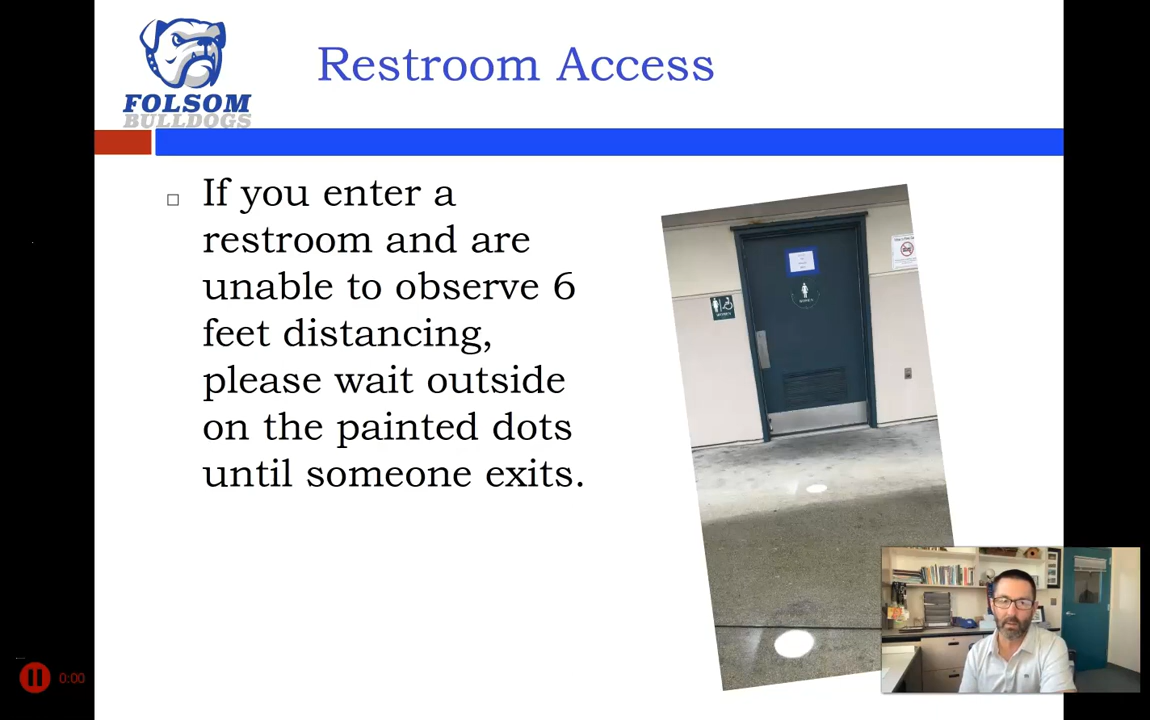 FOLSOM
BULLDOGS
Restroom Access
If you enter a
restroom and are
unable to observe 6
feet distancing,
please wait outside
on the painted dots
until someone exits.
0:00